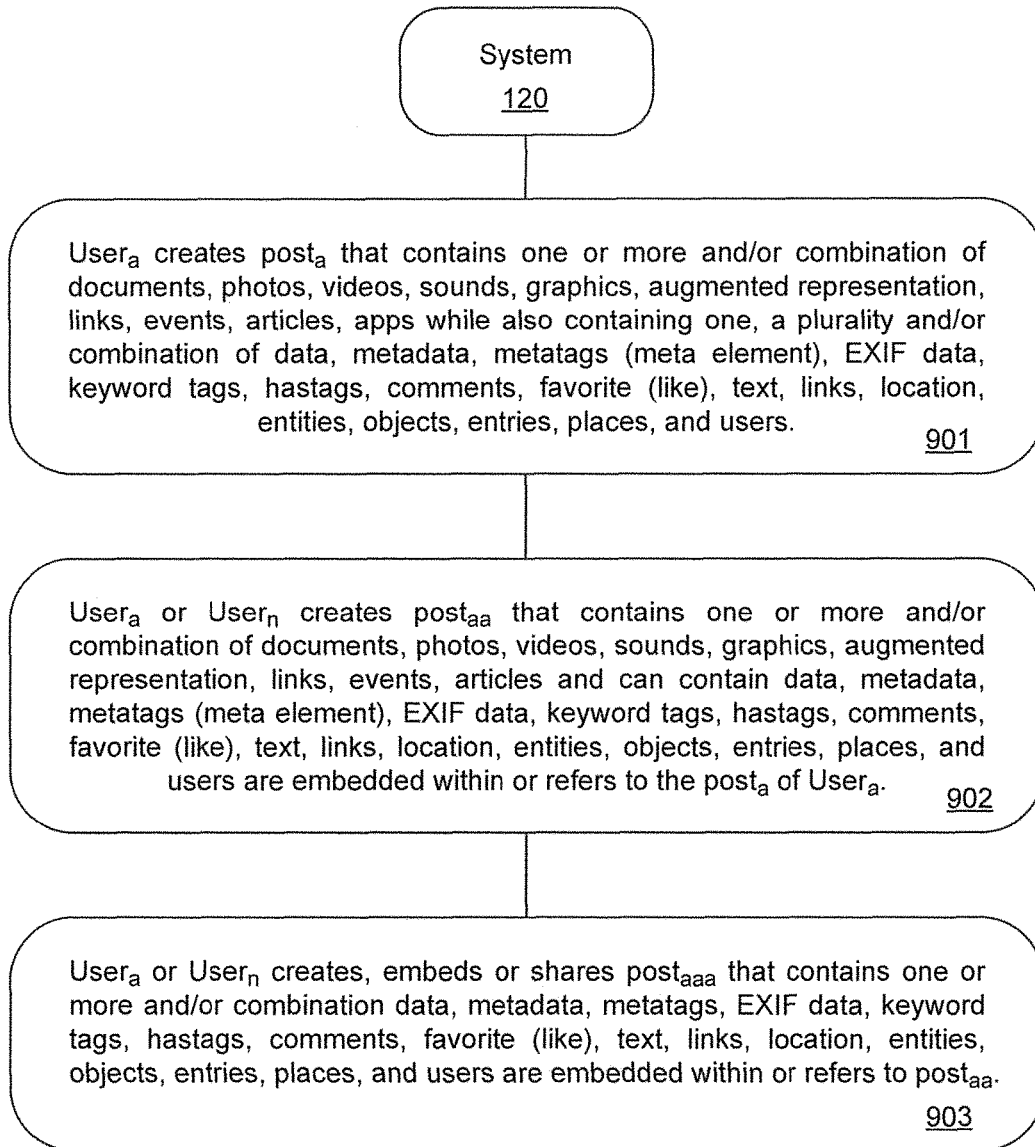 System
120
Userₐ creates postₐ that contains one or more and/or combination of
documents, photos, videos, sounds, graphics, augmented representation,
links, events, articles, apps while also containing one, a plurality and/or
combination of data, metadata, metatags (meta element), EXIF data,
keyword tags, hastags, comments, favorite (like), text, links, location,
entities, objects, entries, places, and users.
901
Userₐ or Userₙ creates postₐₐ that contains one or more and/or
combination of documents, photos, videos, sounds, graphics, augmented
representation, links, events, articles and can contain data, metadata,
metatags (meta element), EXIF data, keyword tags, hastags, comments,
favorite (like), text, links, location, entities, objects, entries, places, and
users are embedded within or refers to the postₐ of Userₐ.
902
Userₐ or Userₙ creates, embeds or shares postₐₐₐ that contains one or
more and/or combination data, metadata, metatags, EXIF data, keyword
tags, hastags, comments, favorite (like), text, links, location, entities,
objects, entries, places, and users are embedded within or refers to postₐₐ.
903